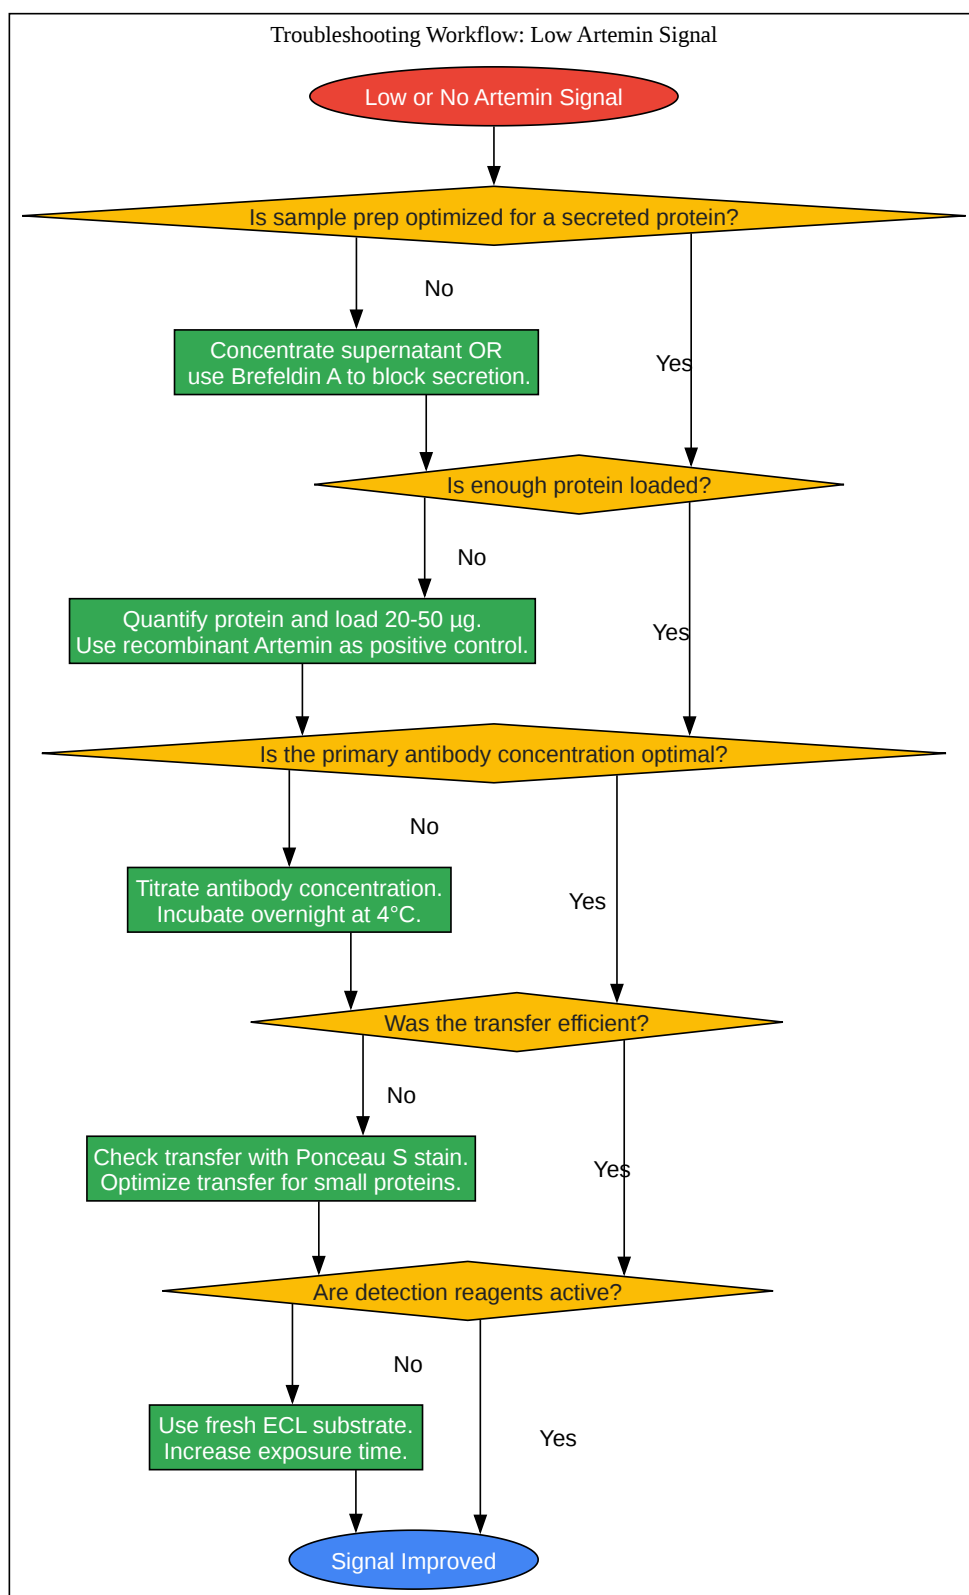 Troubleshooting Workflow: Low Artemin Signal
Low or No Artemin Signal
Is sample prep optimized for a secreted protein?
No
Yes
Concentrate supernatant OR
use Brefeldin A to block secretion.
Is enough protein loaded?
No
Yes
Quantify protein and load 20-50 µg.
Use recombinant Artemin as positive control.
Is the primary antibody concentration optimal?
No
Yes
Titrate antibody concentration.
Incubate overnight at 4°C.
Was the transfer efficient?
No
Yes
Check transfer with Ponceau S stain.
Optimize transfer for small proteins.
Are detection reagents active?
No
Yes
Use fresh ECL substrate.
Increase exposure time.
Signal Improved